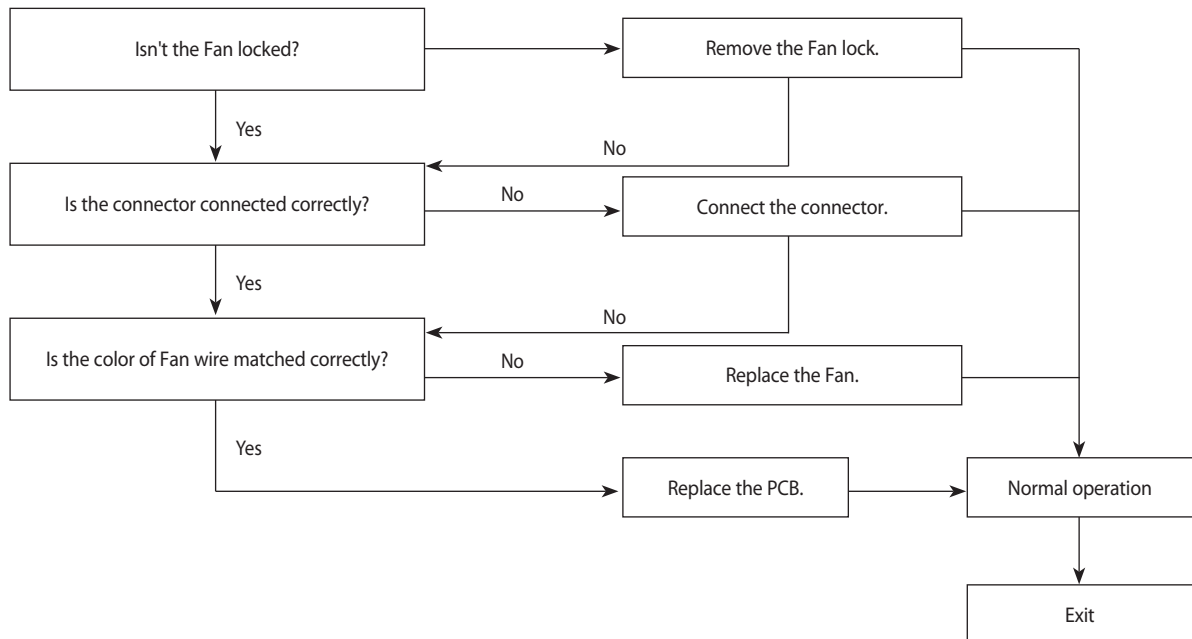 Isn't the Fan locked?
Remove the Fan lock.
Yes
No
Is the connector connected correctly?
No
Connect the connector.
Yes
No
Is the color of Fan wire matched correctly?
No
Replace the Fan.
Yes
Replace the PCB.
Normal operation
Exit